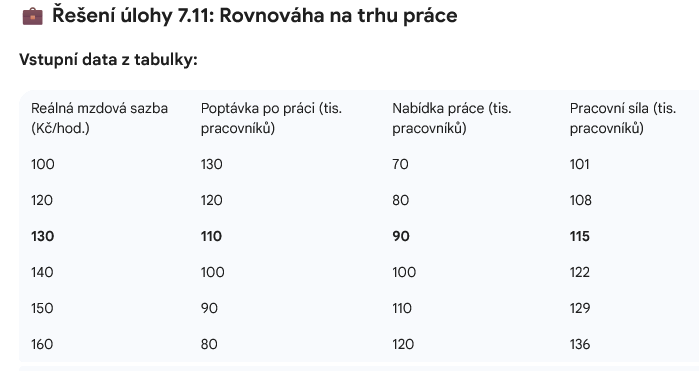 Řešení úlohy 7.11: Rovnováha na trhu práce
Vstupní data z tabulky:
Reálná mzdová sazba (Kč/hod.) Poptávka po práci (tis. pracovníků) Nabídka práce (tis. pracovníků) Pracovní síla (tis. pracovníků)
100 130 70 101
120 120 80 108
130 110 90 115
140 100 100 122
150 90 110 129
160 80 120 136